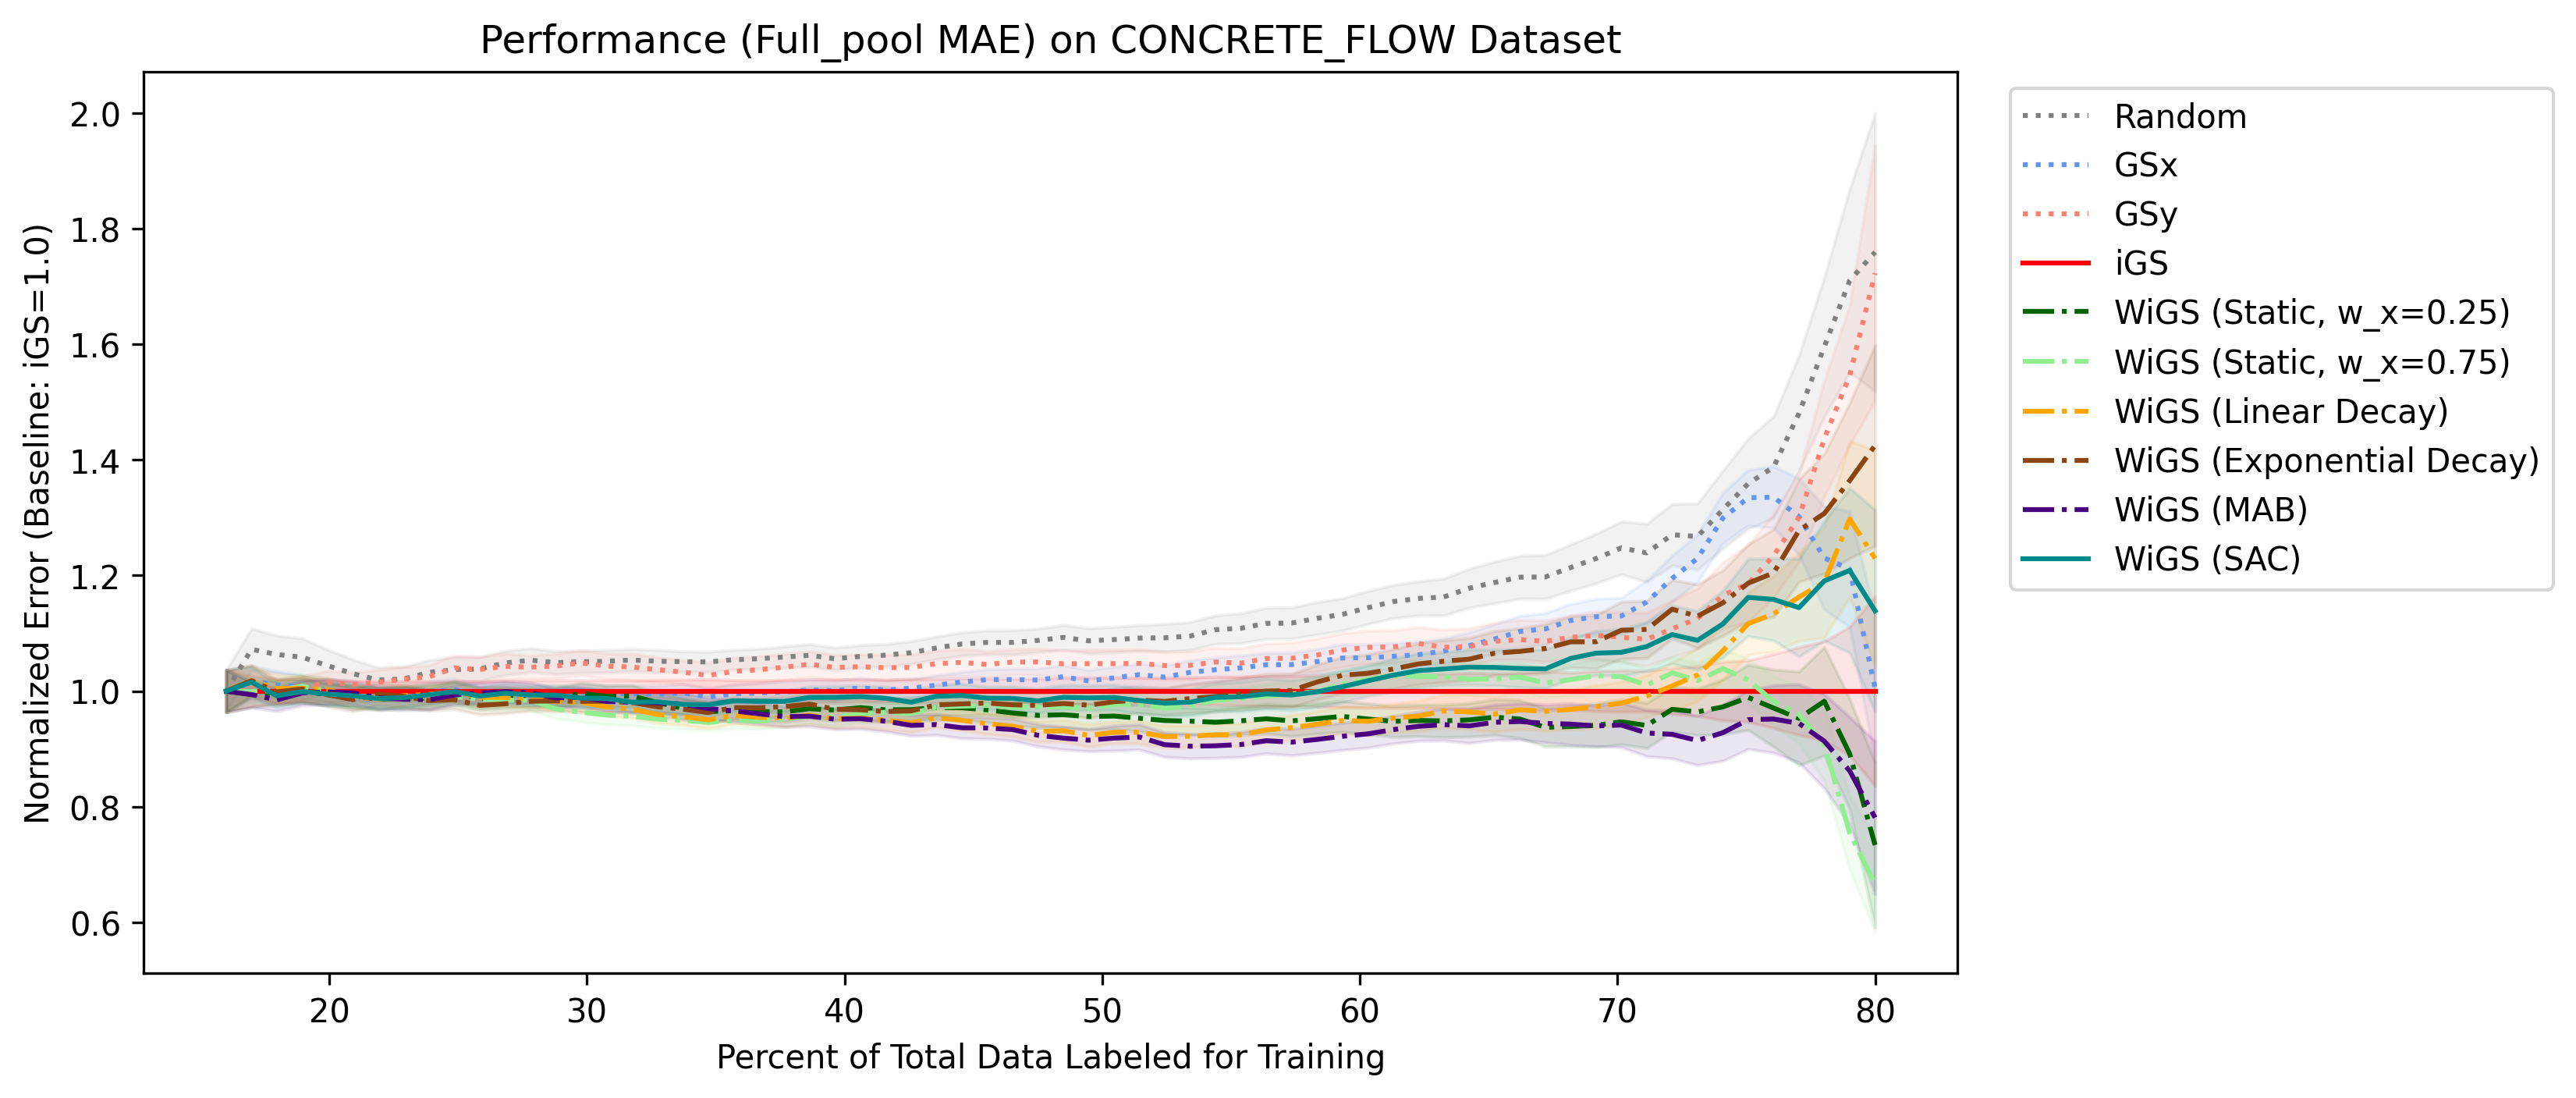 Performance (Full_pool MAE) on CONCRETE_FLOW Dataset
Normalized Error (Baseline: iGS=1.0)
2.0
1.8
1.6
1.4
1.2
1.0
0.8
0.6
20 30 40 50 60 70 80
Percent of Total Data Labeled for Training
Random
GSx
GSy
iGS
WiGS (Static, w_x=0.25)
WiGS (Static, w_x=0.75)
WiGS (Linear Decay)
WiGS (Exponential Decay)
WiGS (MAB)
WiGS (SAC)